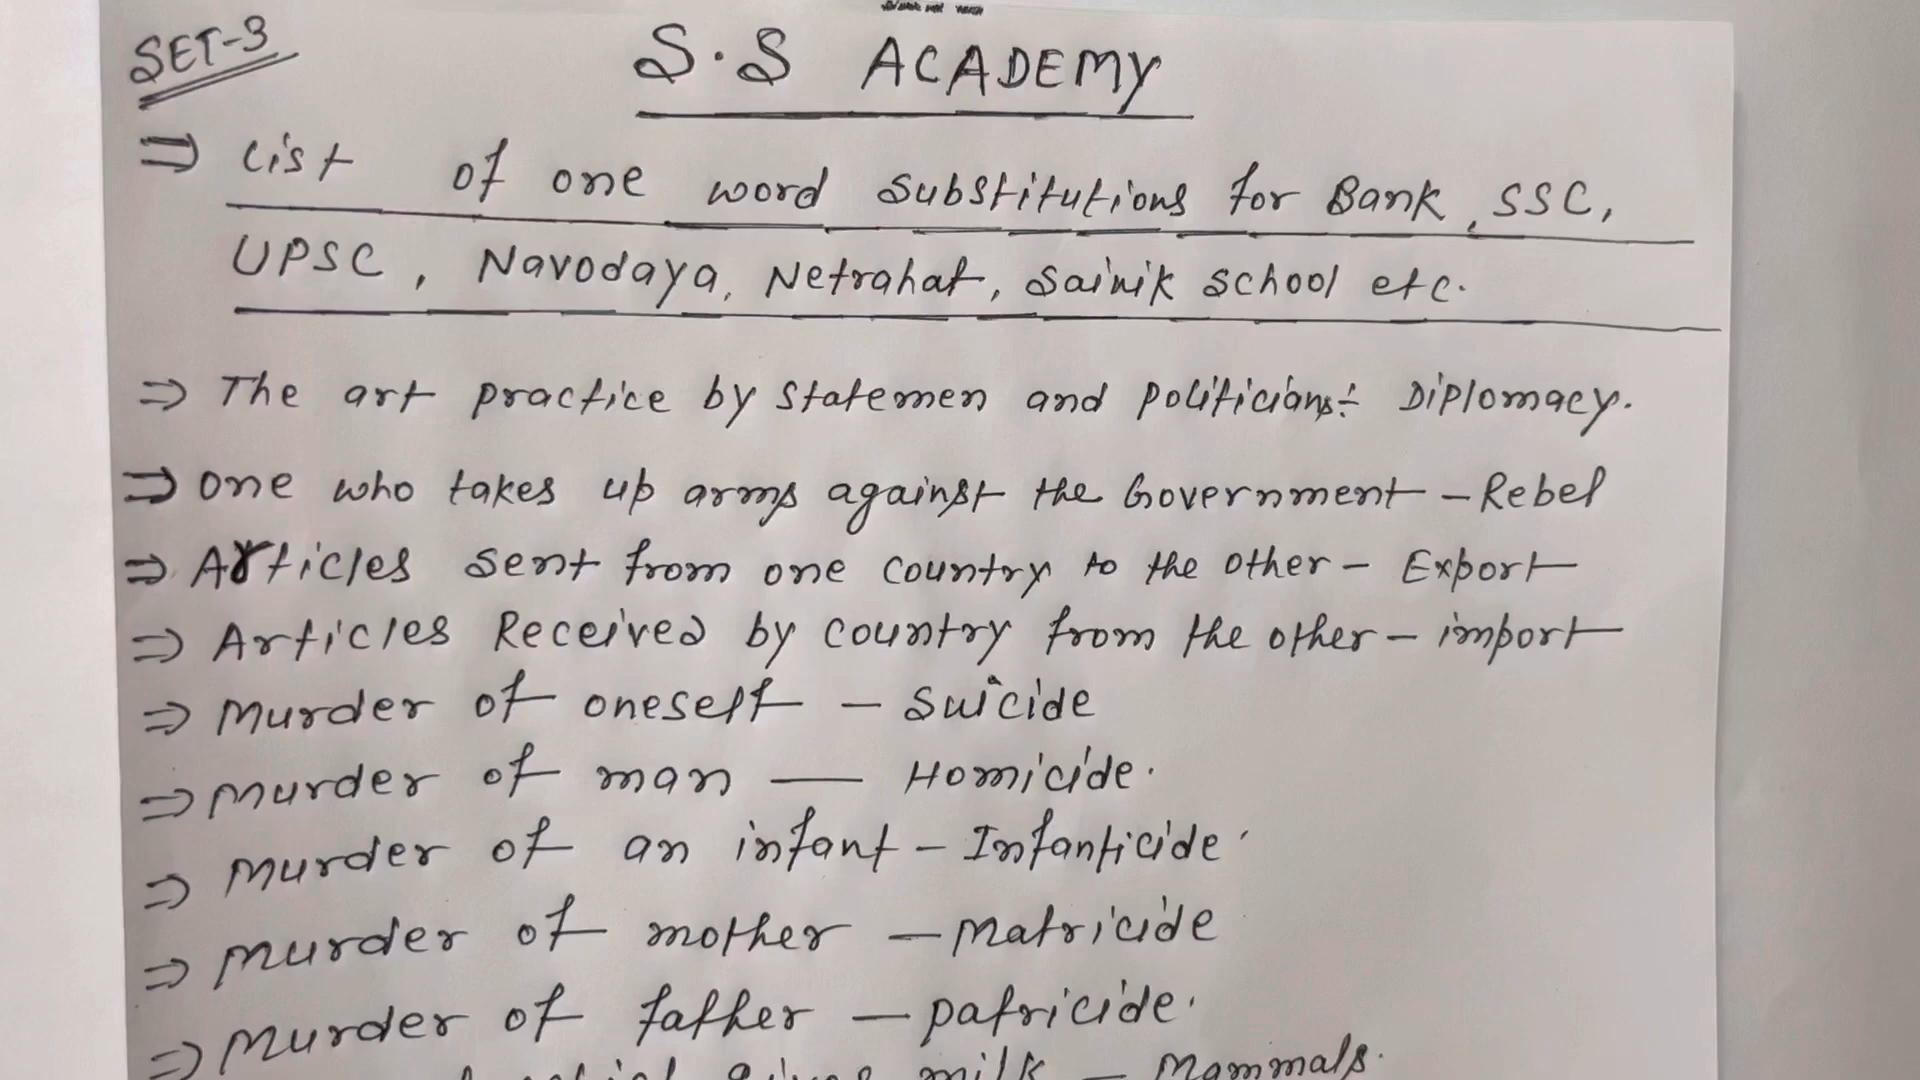 SET-3
S.S ACADEMY
⇒ List of one word substitutions for Bank, SSC,
UPSC, Navodaya, Netrahat, Sainik School etc.
⇒ The art practice by statemen and politicians:- Diplomacy.
⇒ one who takes up arms against the Government - Rebel
⇒ Articles sent from one country to the other - Export
⇒ Articles Received by country from the other - import
⇒ Murder of oneself - Suicide
⇒ Murder of man — Homicide.
⇒ Murder of an infant - Infanticide
⇒ Murder of mother - Matricide
⇒ Murder of father - patricide.
gives milk - Mammals.